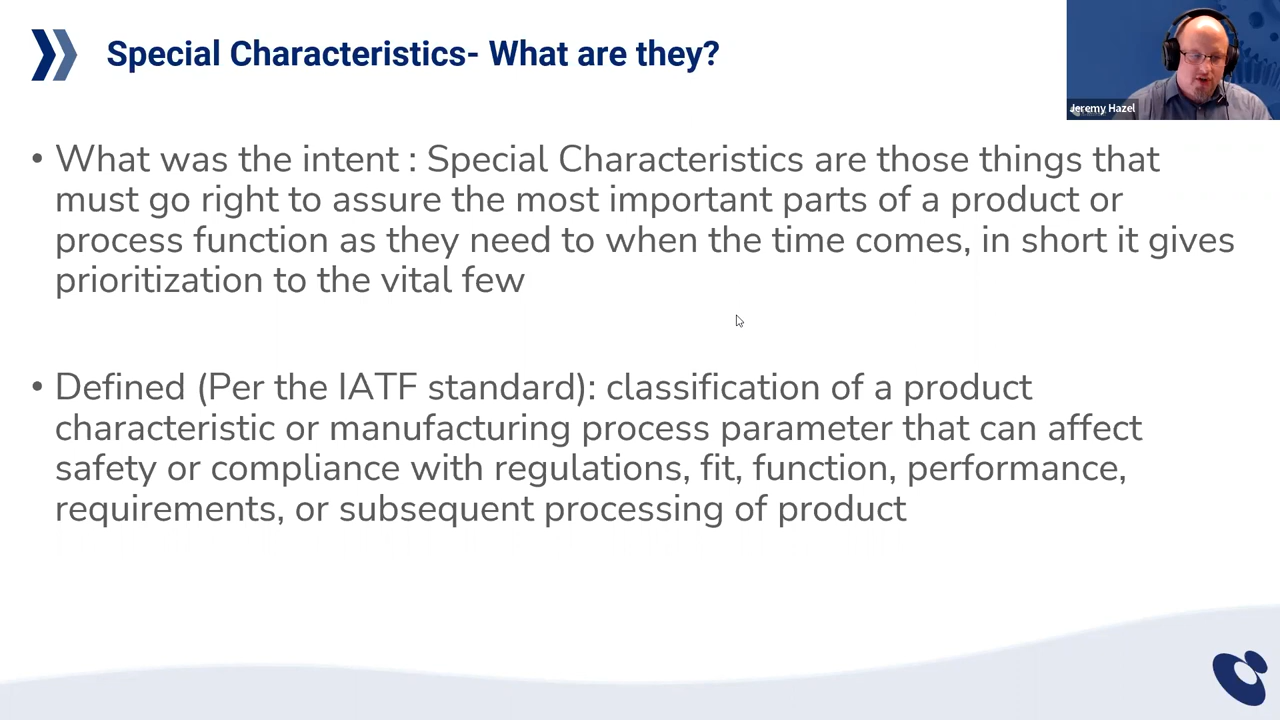 Special Characteristics- What are they?
Jeremy Hazel
• What was the intent : Special Characteristics are those things that
must go right to assure the most important parts of a product or
process function as they need to when the time comes, in short it gives
prioritization to the vital few
• Defined (Per the IATF standard): classification of a product
characteristic or manufacturing process parameter that can affect
safety or compliance with regulations, fit, function, performance,
requirements, or subsequent processing of product